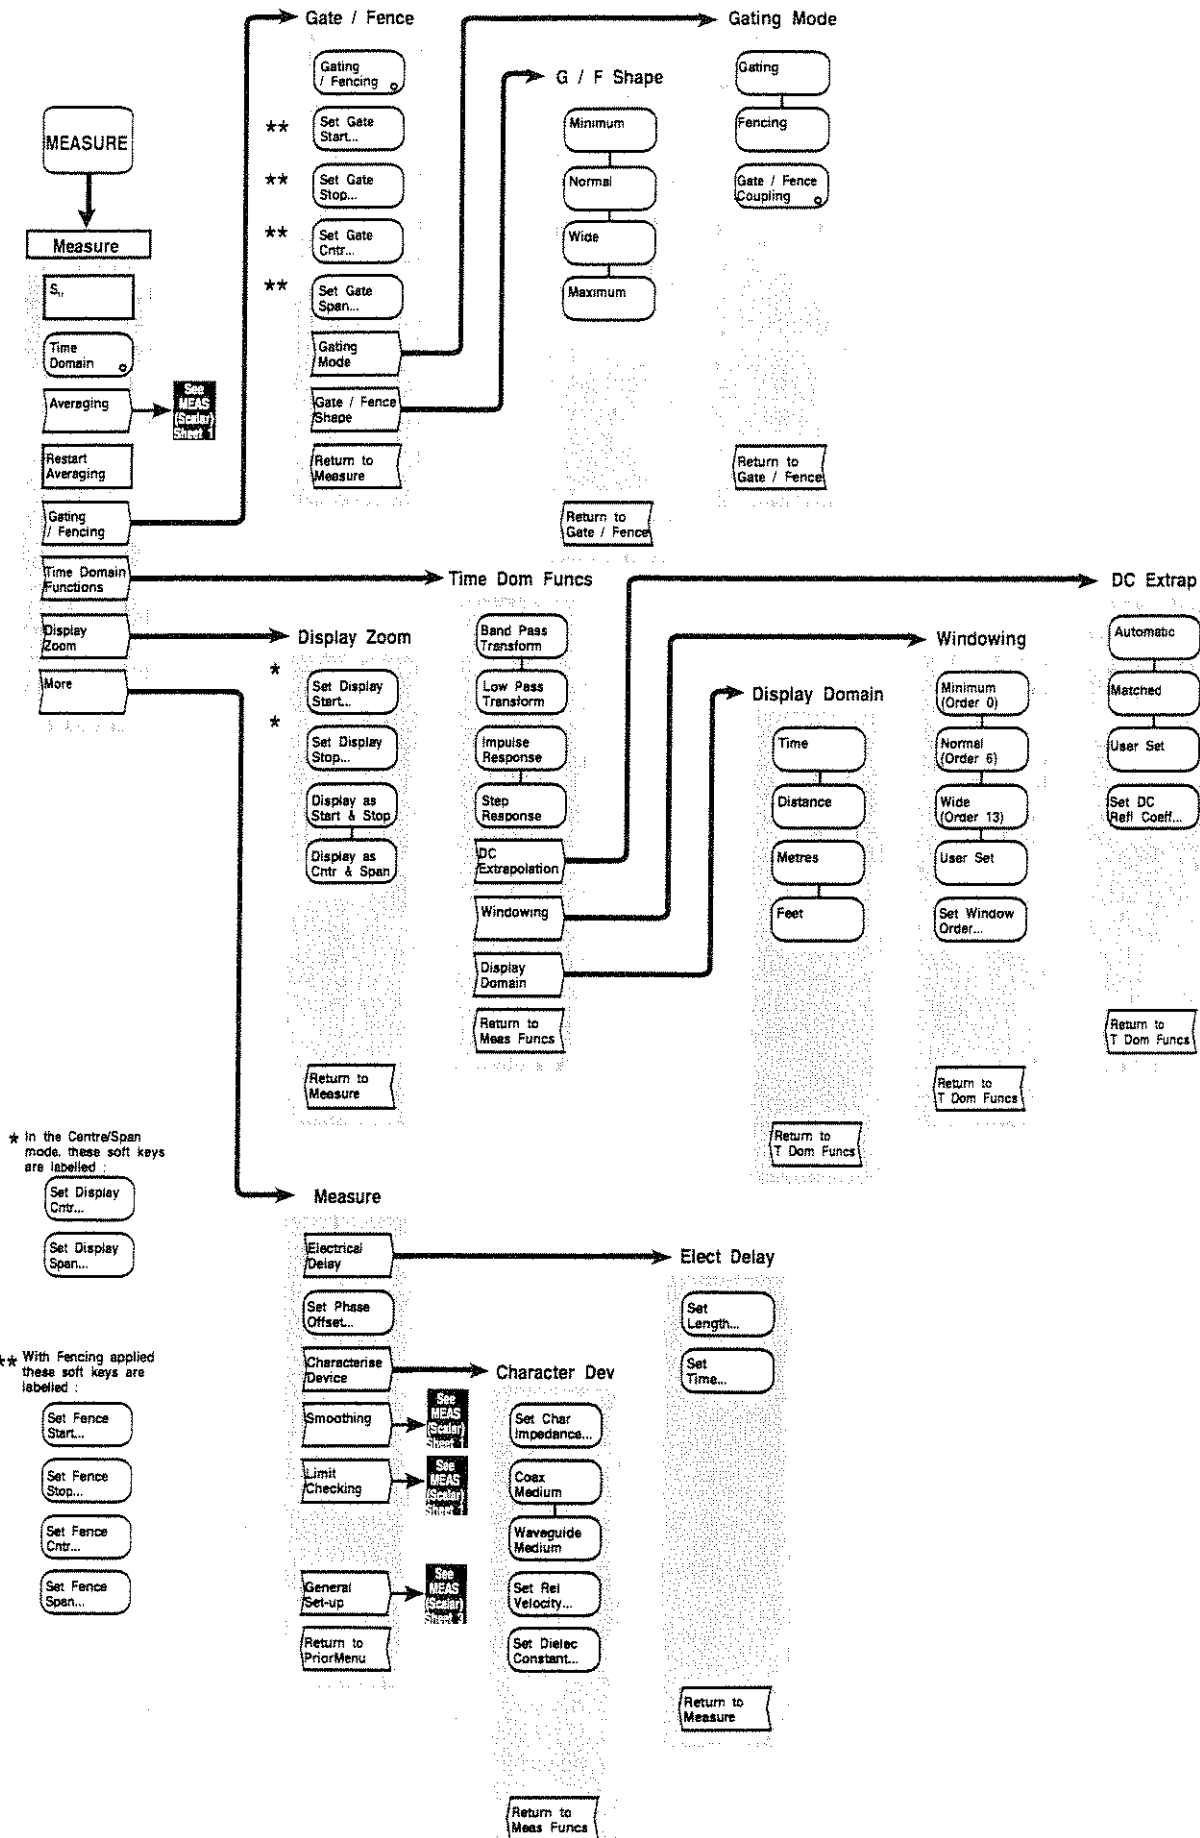 MEASURE
Measure
S11
Time
Domain
Averaging
See
MEAS
(Scalar)
Sheet 1
Restart
Averaging
Gating
/ Fencing
Time Domain
Functions
Display
Zoom
More
Gate / Fence
Gating
/ Fencing
**
Set Gate
Start...
**
Set Gate
Stop...
**
Set Gate
Cntr...
**
Set Gate
Span...
Gating
Mode
Gate / Fence
Shape
Return to
Measure
G / F Shape
Minimum
Normal
Wide
Maximum
Return to
Gate / Fence
Gating Mode
Gating
Fencing
Gate / Fence
Coupling
Return to
Gate / Fence
Display Zoom
*
Set Display
Start...
*
Set Display
Stop...
Display as
Start & Stop
Display as
Cntr & Span
Return to
Measure
Time Dom Funcs
Band Pass
Transform
Low Pass
Transform
Impulse
Response
Step
Response
DC
Extrapolation
Windowing
Display
Domain
Return to
Meas Funcs
Display Domain
Time
Distance
Metres
Feet
Return to
T Dom Funcs
Windowing
Minimum
(Order 0)
Normal
(Order 6)
Wide
(Order 13)
User Set
Set Window
Order...
Return to
T Dom Funcs
DC Extrap
Automatic
Matched
User Set
Set DC
Refl Coeff...
Return to
T Dom Funcs
* In the Centre/Span
mode, these soft keys
are labelled :
Set Display
Cntr...
Set Display
Span...
** With Fencing applied
these soft keys are
labelled :
Set Fence
Start...
Set Fence
Stop...
Set Fence
Cntr...
Set Fence
Span...
Measure
Electrical
Delay
Set Phase
Offset...
Characterise
Device
Smoothing
See
MEAS
(Scalar)
Limit
Checking
See
MEAS
(Scalar)
General
Set-up
See
MEAS
(Scalar)
Return to
PriorMenu
Character Dev
Set Char
Impedance...
Coax
Medium
Waveguide
Medium
Set Rel
Velocity...
Set Dielec
Constant...
Return to
Meas Funcs
Elect Delay
Set
Length...
Set
Time...
Return to
Measure